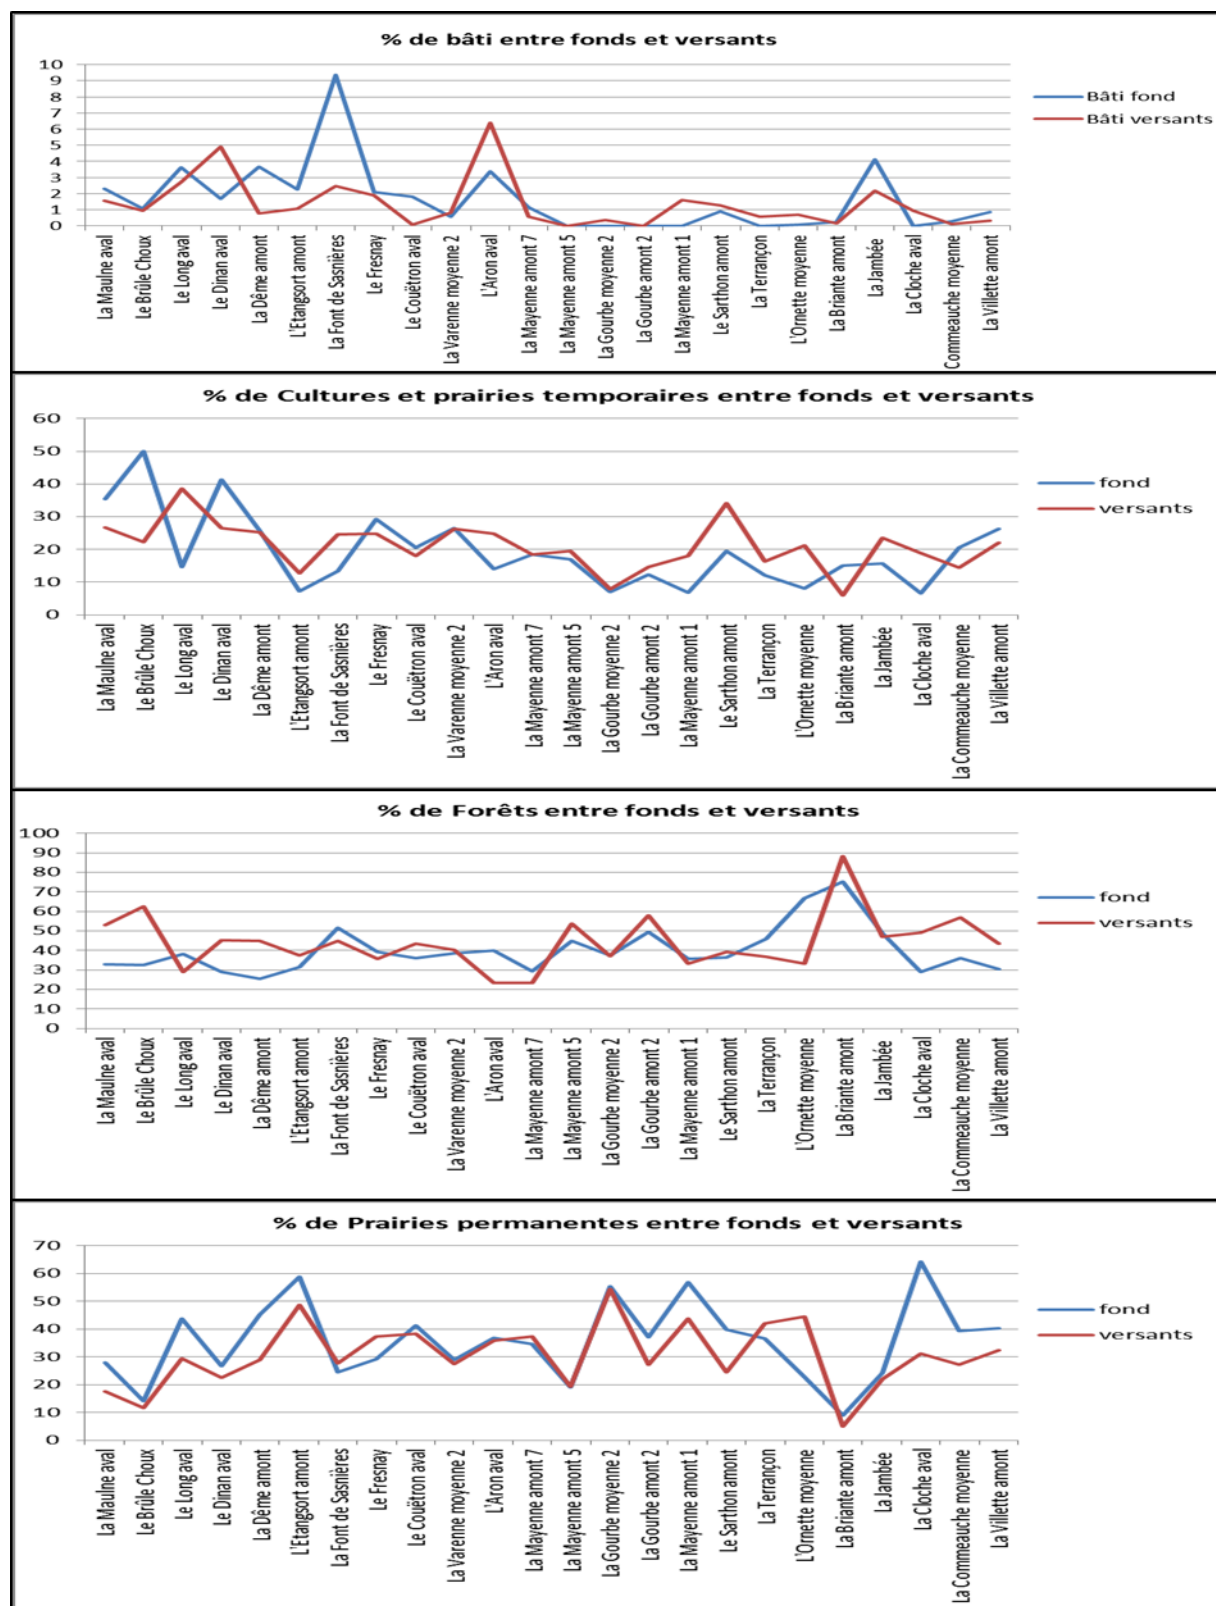 % de bâti entre fonds et versants
10
9
8
7
6
5
4
3
2
1
0
Bâti fond
Bâti versants
La Maulne aval
Le Brûle Choux
Le Long aval
Le Dinan aval
La Dême amont
L'Etangsort amont
La Font de Sasnières
Le Fresnay
Le Couëtron aval
La Varenne moyenne 2
L'Aron aval
La Mayenne amont 7
La Mayenne amont 5
La Gourbe moyenne 2
La Gourbe amont 2
La Mayenne amont 1
Le Sarthon amont
La Terrançon
L'Ornette moyenne
La Briante amont
La Jambée
La Cloche aval
Commeauche moyenne
La Villette amont
% de Cultures et prairies temporaires entre fonds et versants
60
50
40
30
20
10
0
fond
versants
La Maulne aval
Le Brûle Choux
Le Long aval
Le Dinan aval
La Dême amont
L'Etangsort amont
La Font de Sasnières
Le Fresnay
Le Couëtron aval
La Varenne moyenne 2
L'Aron aval
La Mayenne amont 7
La Mayenne amont 5
La Gourbe moyenne 2
La Gourbe amont 2
La Mayenne amont 1
Le Sarthon amont
La Terrançon
L'Ornette moyenne
La Briante amont
La Jambée
La Cloche aval
La Commeauche moyenne
La Villette amont
% de Forêts entre fonds et versants
100
90
80
70
60
50
40
30
20
10
0
fond
versants
La Maulne aval
Le Brûle Choux
Le Long aval
Le Dinan aval
La Dême amont
L'Etangsort amont
La Font de Sasnières
Le Fresnay
Le Couëtron aval
La Varenne moyenne 2
L'Aron aval
La Mayenne amont 7
La Mayenne amont 5
La Gourbe moyenne 2
La Gourbe amont 2
La Mayenne amont 1
Le Sarthon amont
La Terrançon
L'Ornette moyenne
La Briante amont
La Jambée
La Cloche aval
La Commeauche moyenne
La Villette amont
% de Prairies permanentes entre fonds et versants
70
60
50
40
30
20
10
0
fond
versants
La Maulne aval
Le Brûle Choux
Le Long aval
Le Dinan aval
La Dême amont
L'Etangsort amont
La Font de Sasnières
Le Fresnay
Le Couëtron aval
La Varenne moyenne 2
L'Aron aval
La Mayenne amont 7
La Mayenne amont 5
La Gourbe moyenne 2
La Gourbe amont 2
La Mayenne amont 1
Le Sarthon amont
La Terrançon
L'Ornette moyenne
La Briante amont
La Jambée
La Cloche aval
La Commeauche moyenne
La Villette amont